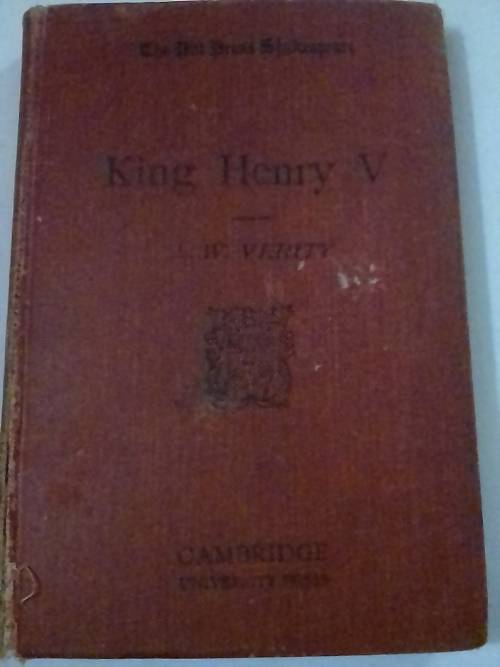 The Pitt Press Shakespeare
King Henry V
A. W. VERITY
CAMBRIDGE
UNIVERSITY PRESS